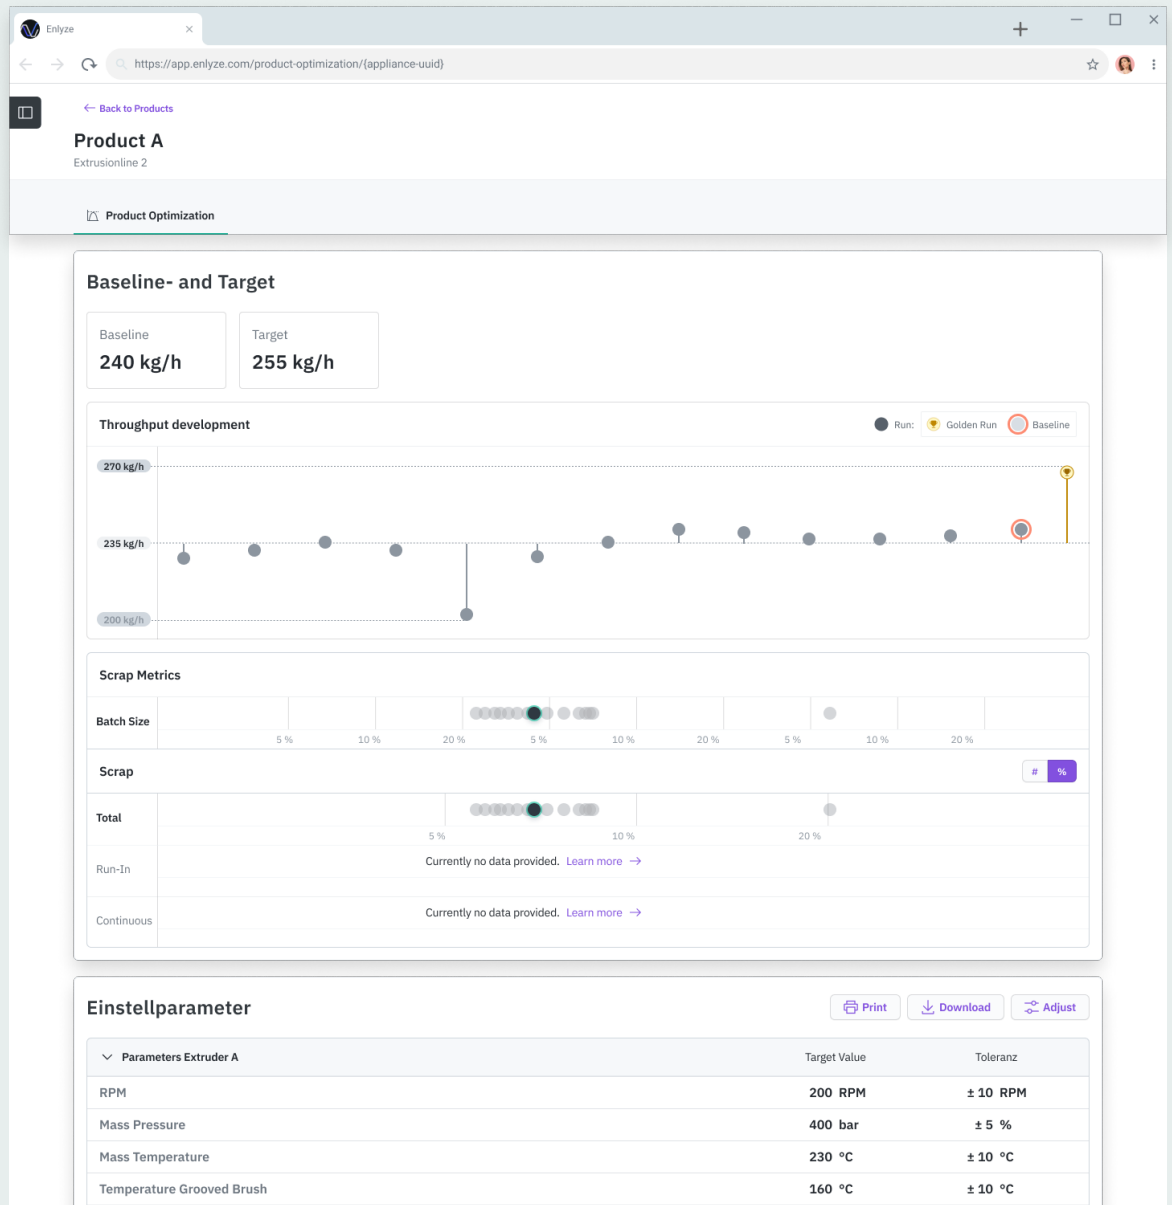 Enlyze
https://app.enlyze.com/product-optimization/{appliance-uuid}
Back to Products
Product A
Extrusionline 2
Product Optimization
Baseline- and Target
Baseline
240 kg/h
Target
255 kg/h
Throughput development
Run: Golden Run Baseline
270 kg/h
235 kg/h
200 kg/h
Scrap Metrics
Batch Size
5 % 10 % 20 % 5 % 10 % 20 % 5 % 10 % 20 %
Scrap # %
Total
5 % 10 % 20 %
Run-In Currently no data provided. Learn more
Continuous Currently no data provided. Learn more
Einstellparameter Print Download Adjust
Parameters Extruder A Target Value Toleranz
RPM 200 RPM ± 10 RPM
Mass Pressure 400 bar ± 5 %
Mass Temperature 230 °C ± 10 °C
Temperature Grooved Brush 160 °C ± 10 °C